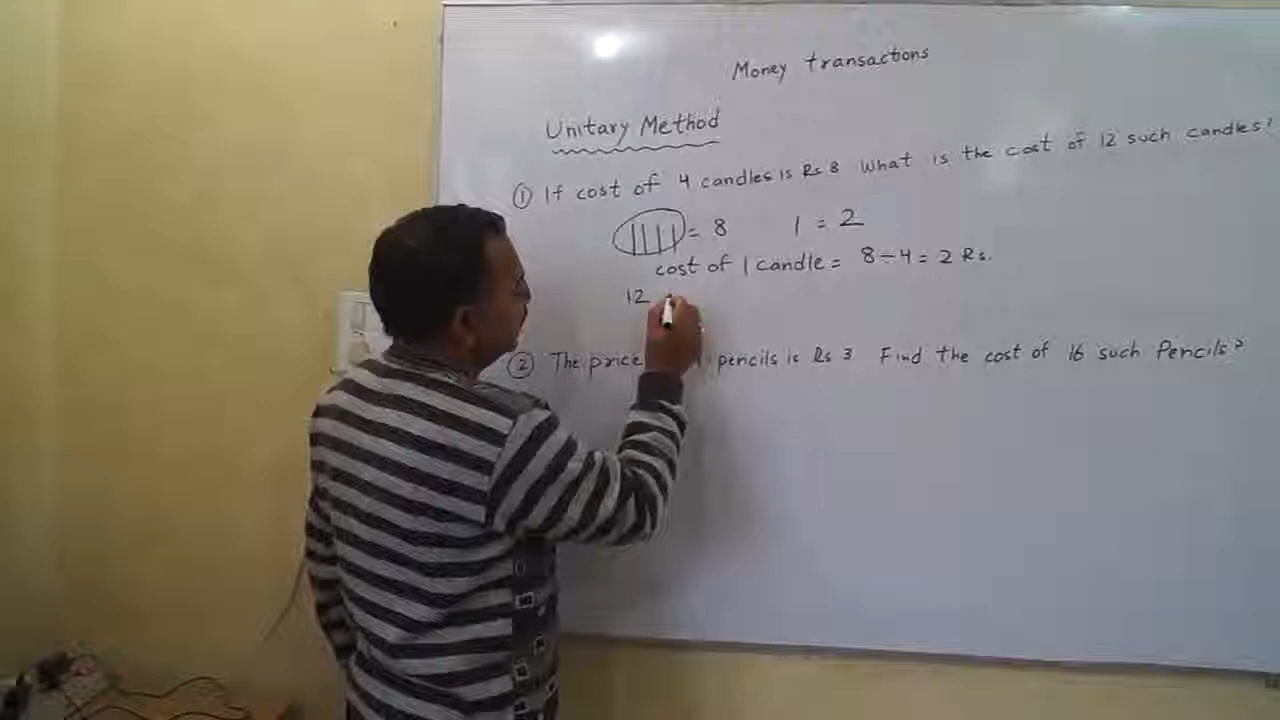 Money transactions
Unitary Method
① If cost of 4 candles is Rs 8 What is the cost of 12 such candles?
= 8 1 = 2
cost of 1 candle = 8 ÷ 4 = 2 Rs.
12
② The price pencils is Rs 3 Find the cost of 16 such Pencils?